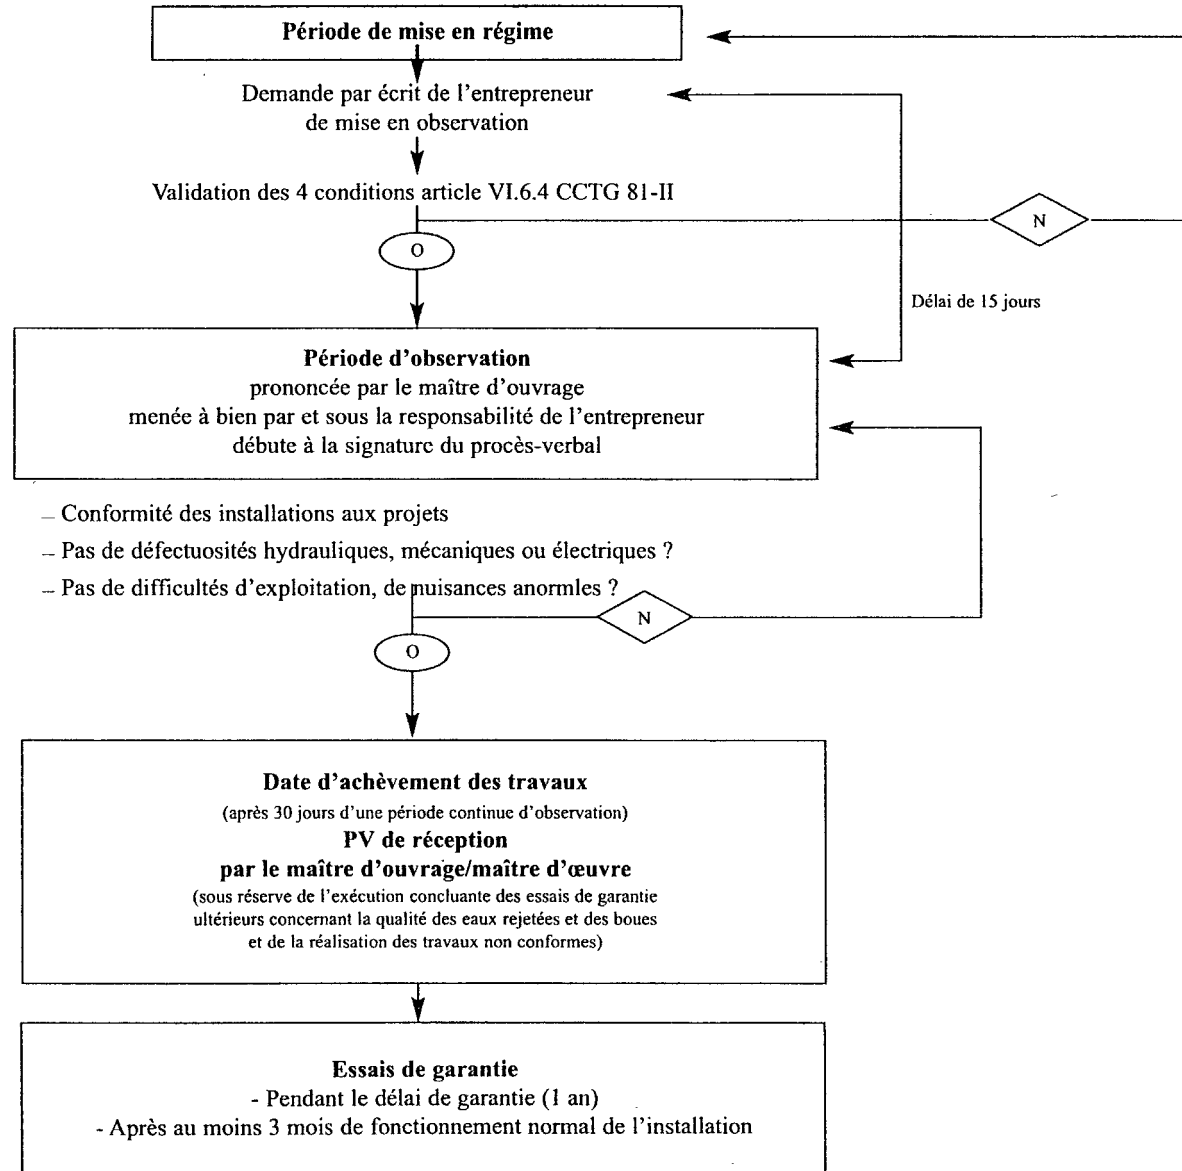 Période de mise en régime
Demande par écrit de l'entrepreneur
de mise en observation
Validation des 4 conditions article VI.6.4 CCTG 81-II
N
O
Délai de 15 jours
Période d'observation
prononcée par le maître d'ouvrage
menée à bien par et sous la responsabilité de l'entrepreneur
débute à la signature du procès-verbal
– Conformité des installations aux projets
– Pas de défectuosités hydrauliques, mécaniques ou électriques ?
– Pas de difficultés d'exploitation, de nuisances anormles ?
N
O
Date d'achèvement des travaux
(après 30 jours d'une période continue d'observation)
PV de réception
par le maître d'ouvrage/maître d'œuvre
(sous réserve de l'exécution concluante des essais de garantie
ultérieurs concernant la qualité des eaux rejetées et des boues
et de la réalisation des travaux non conformes)
Essais de garantie
- Pendant le délai de garantie (1 an)
- Après au moins 3 mois de fonctionnement normal de l'installation